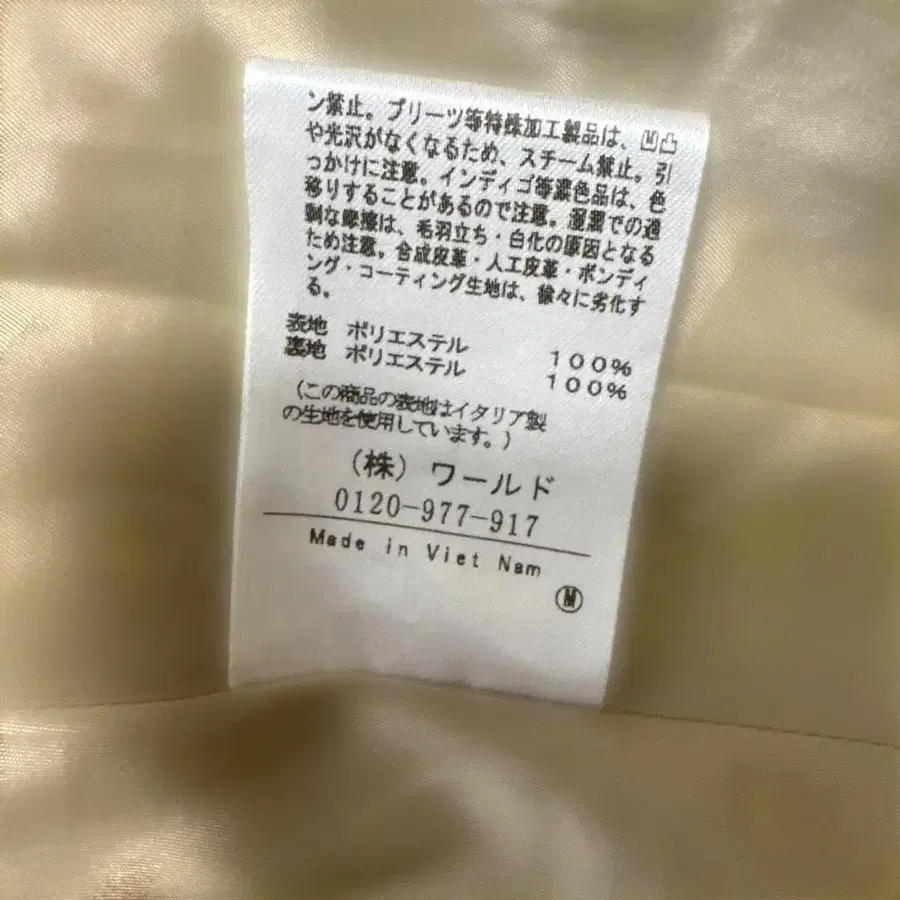 ン禁止。プリーツ等特殊加工製品は、凹凸
や光沢がなくなるため、スチーム禁止。引
っかけに注意。インディゴ等濃色品は、色
移りすることがあるので注意。湿潤での過
剰な摩擦は、毛羽立ち・白化の原因となる
ため注意。合成皮革・人工皮革・ボンディ
ング・コーティング生地は、徐々に劣化す
る。
表地 ポリエステル 100%
裏地 ポリエステル 100%
(この商品の表地はイタリア製
の生地を使用しています。)
(株) ワールド
0120-977-917
Made in Viet Nam
Ⓜ